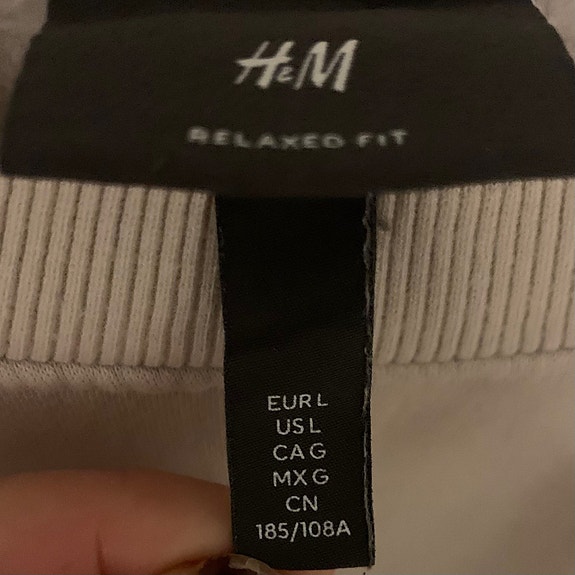 H&M
RELAXED FIT
EUR L
US L
CA G
MX G
CN
185/108A